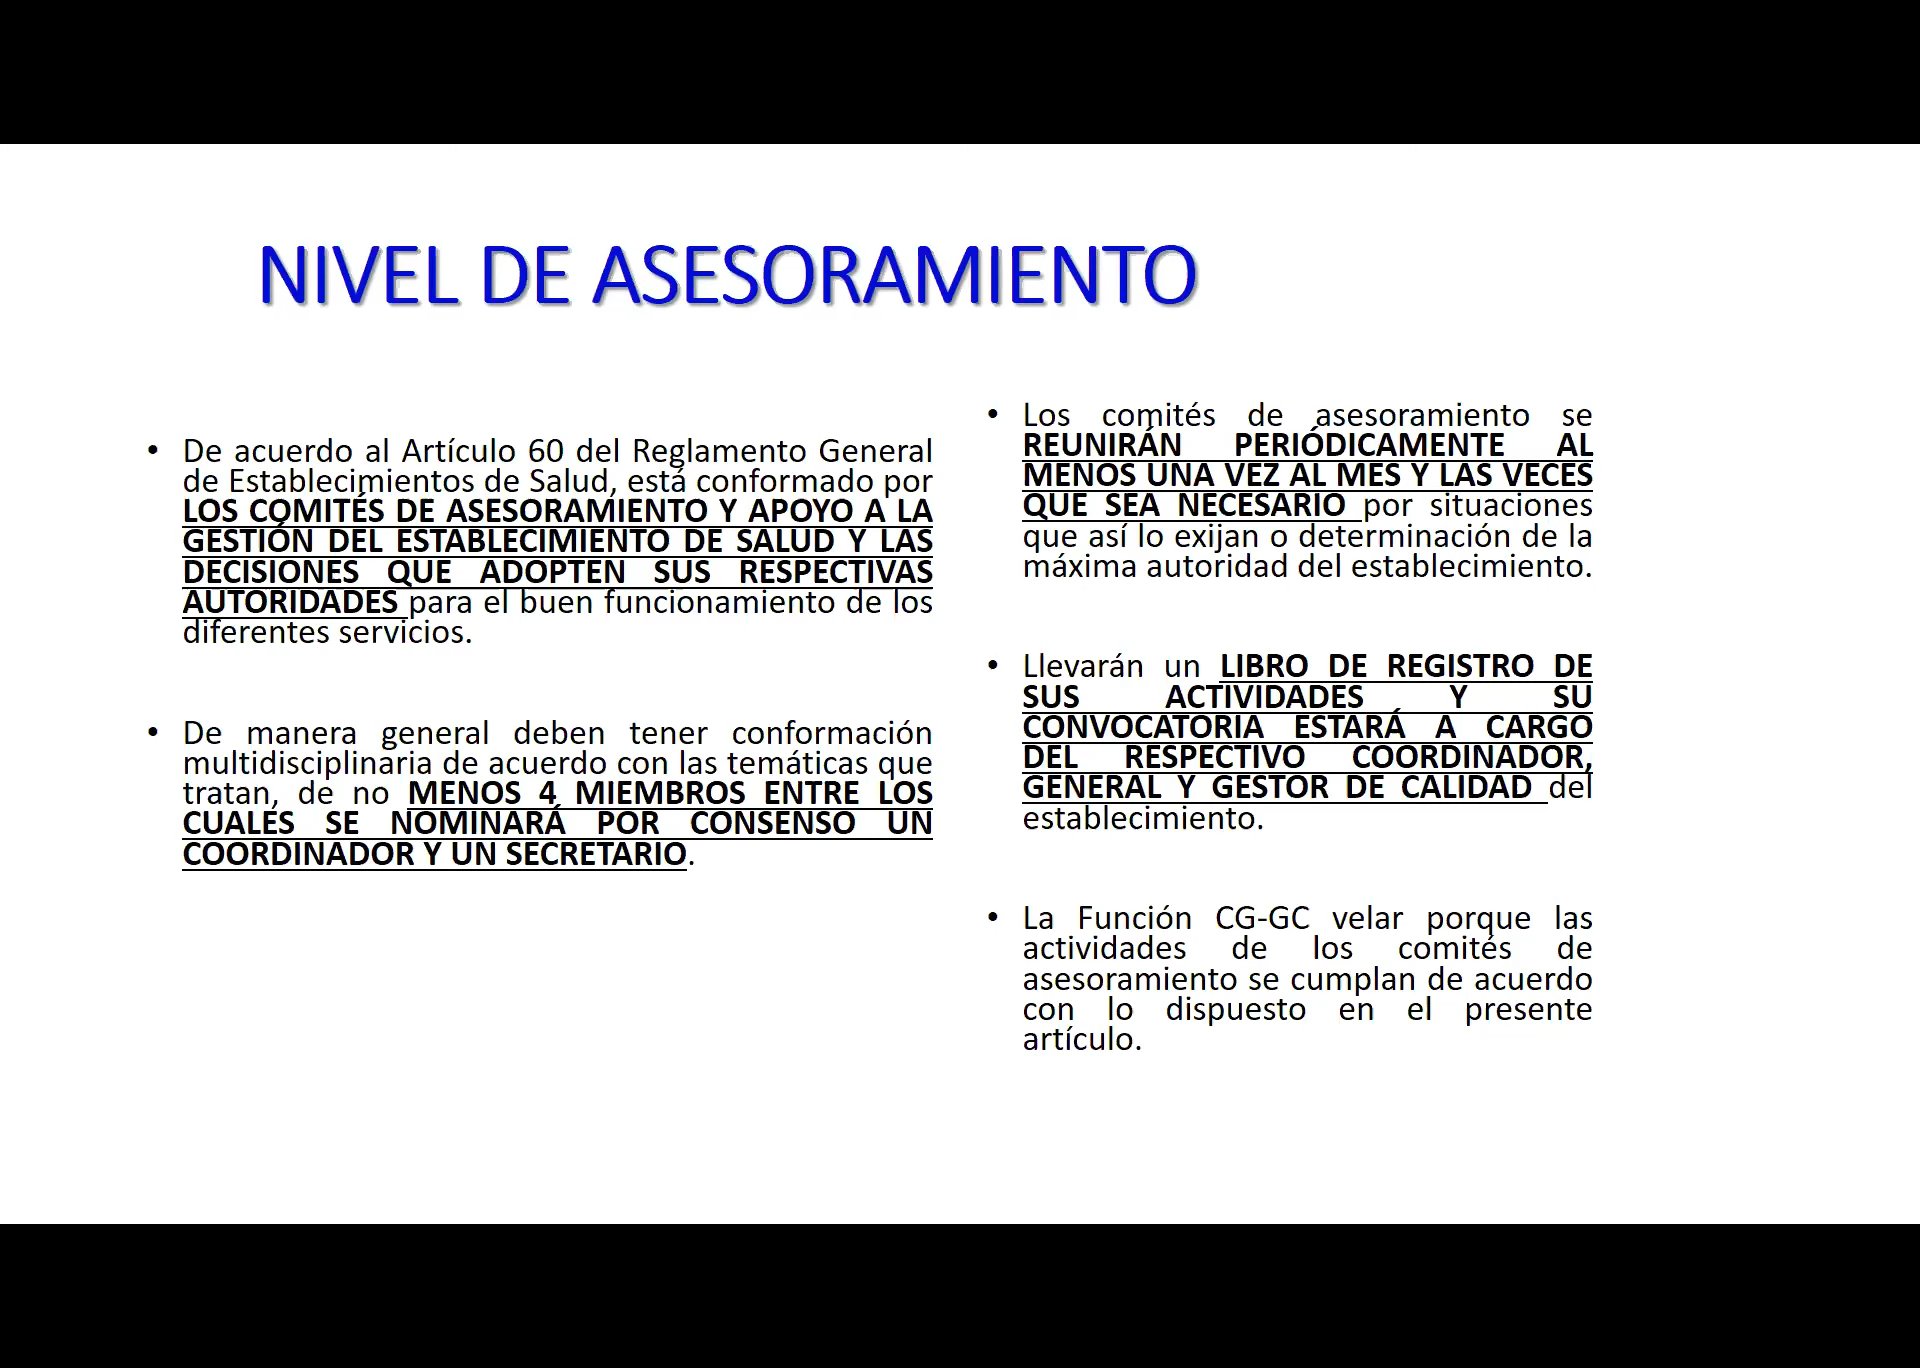 NIVEL DE ASESORAMIENTO
• De acuerdo al Artículo 60 del Reglamento General
de Establecimientos de Salud, está conformado por
LOS COMITÉS DE ASESORAMIENTO Y APOYO A LA
GESTIÓN DEL ESTABLECIMIENTO DE SALUD Y LAS
DECISIONES QUE ADOPTEN SUS RESPECTIVAS
AUTORIDADES para el buen funcionamiento de los
diferentes servicios.
• De manera general deben tener conformación
multidisciplinaria de acuerdo con las temáticas que
tratan, de no MENOS 4 MIEMBROS ENTRE LOS
CUALES SE NOMINARÁ POR CONSENSO UN
COORDINADOR Y UN SECRETARIO.
• Los comités de asesoramiento se
REUNIRÁN PERIÓDICAMENTE AL
MENOS UNA VEZ AL MES Y LAS VECES
QUE SEA NECESARIO por situaciones
que así lo exijan o determinación de la
máxima autoridad del establecimiento.
• Llevarán un LIBRO DE REGISTRO DE
SUS ACTIVIDADES Y SU
CONVOCATORIA ESTARÁ A CARGO
DEL RESPECTIVO COORDINADOR,
GENERAL Y GESTOR DE CALIDAD del
establecimiento.
• La Función CG-GC velar porque las
actividades de los comités de
asesoramiento se cumplan de acuerdo
con lo dispuesto en el presente
artículo.